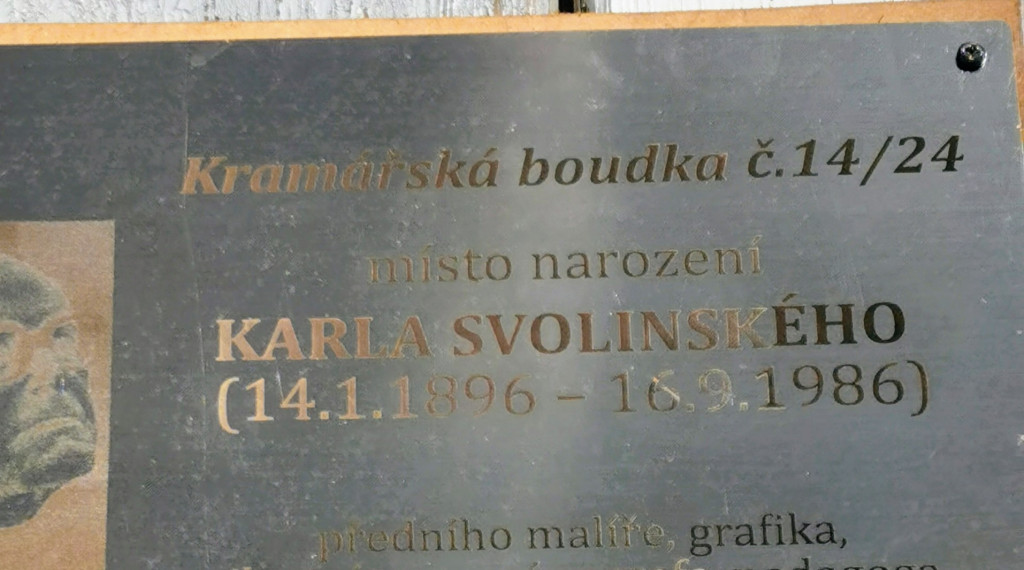 Kramářská boudka č.14/24
místo narození
KARLA SVOLINSKÉHO
(14.1.1896 – 16.9.1986)
předního malíře, grafika,